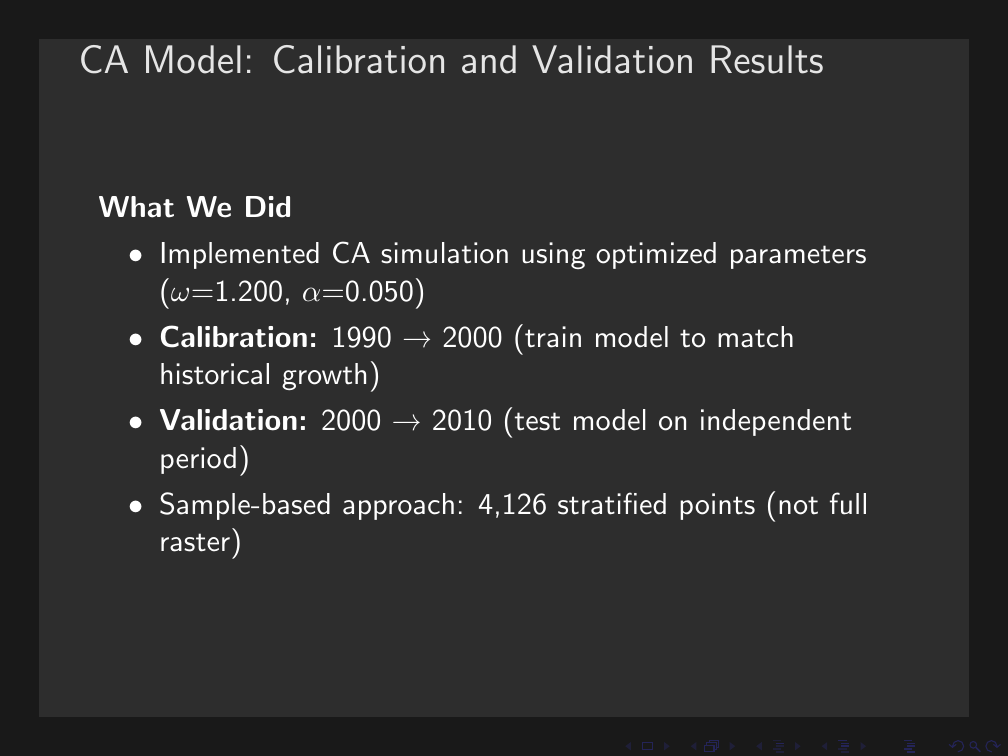 CA Model: Calibration and Validation Results
What We Did
• Implemented CA simulation using optimized parameters
(ω=1.200, α=0.050)
• Calibration: 1990 → 2000 (train model to match
historical growth)
• Validation: 2000 → 2010 (test model on independent
period)
• Sample-based approach: 4,126 stratified points (not full
raster)